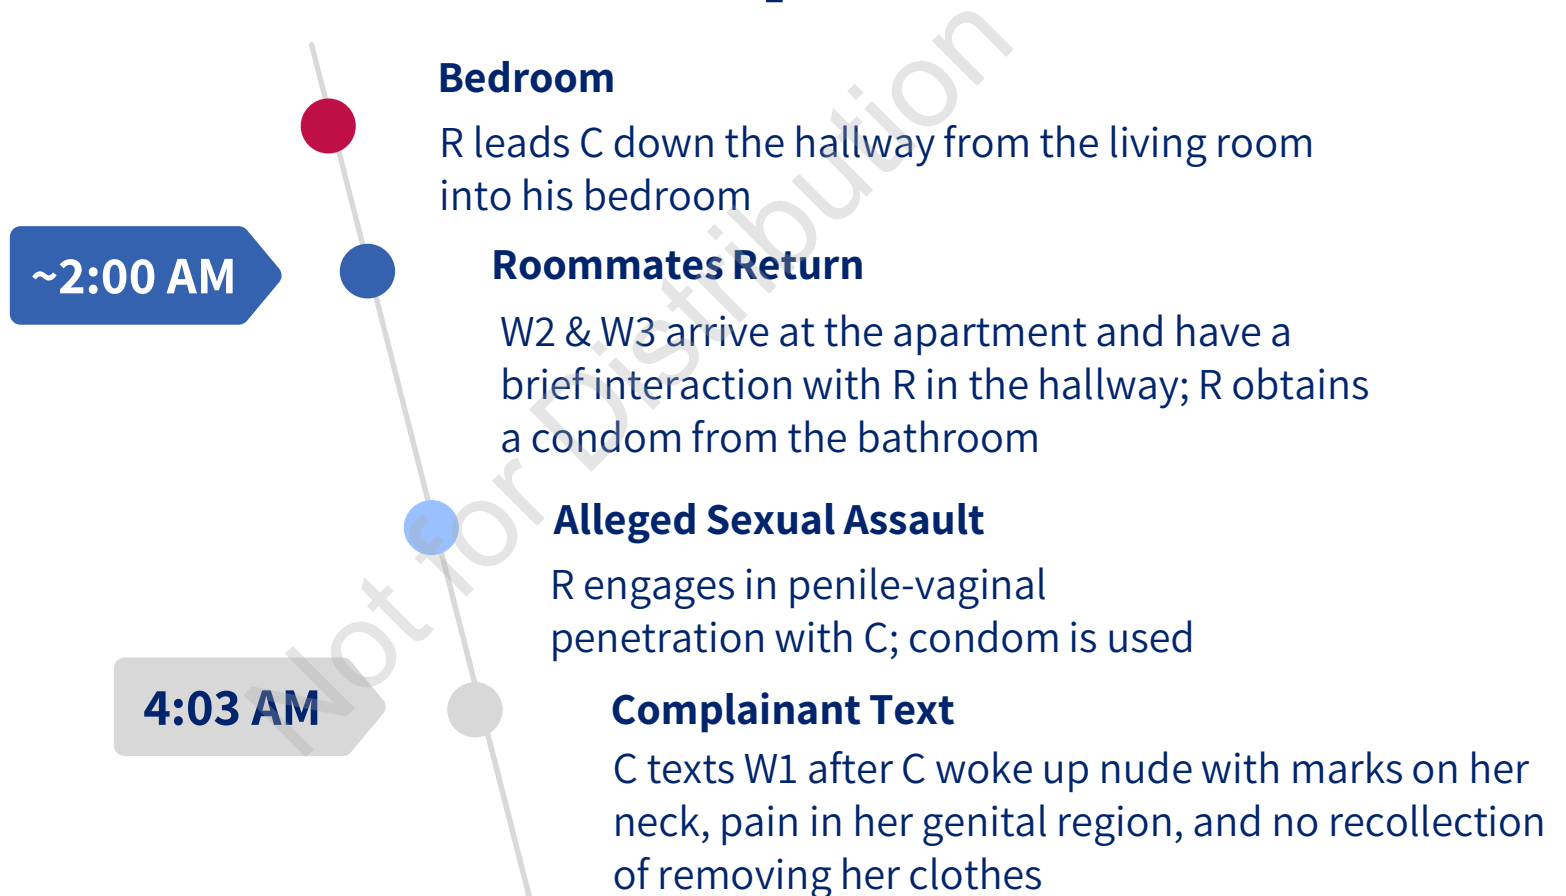 Bedroom
R leads C down the hallway from the living room
into his bedroom
~2:00 AM
Roommates Return
W2 & W3 arrive at the apartment and have a
brief interaction with R in the hallway; R obtains
a condom from the bathroom
Alleged Sexual Assault
R engages in penile-vaginal
penetration with C; condom is used
4:03 AM
Complainant Text
C texts W1 after C woke up nude with marks on her
neck, pain in her genital region, and no recollection
of removing her clothes
Not for Distribution